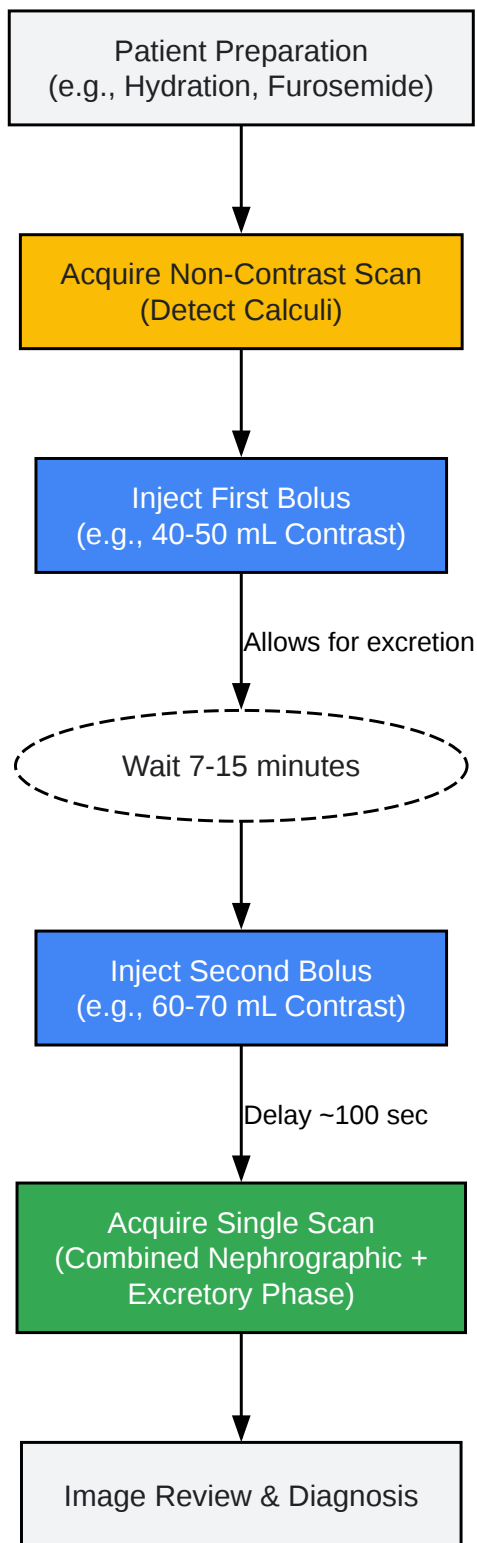 Patient Preparation
(e.g., Hydration, Furosemide)
Acquire Non-Contrast Scan
(Detect Calculi)
Inject First Bolus
(e.g., 40-50 mL Contrast)
Allows for excretion
Wait 7-15 minutes
Inject Second Bolus
(e.g., 60-70 mL Contrast)
Delay ~100 sec
Acquire Single Scan
(Combined Nephrographic +
Excretory Phase)
Image Review & Diagnosis